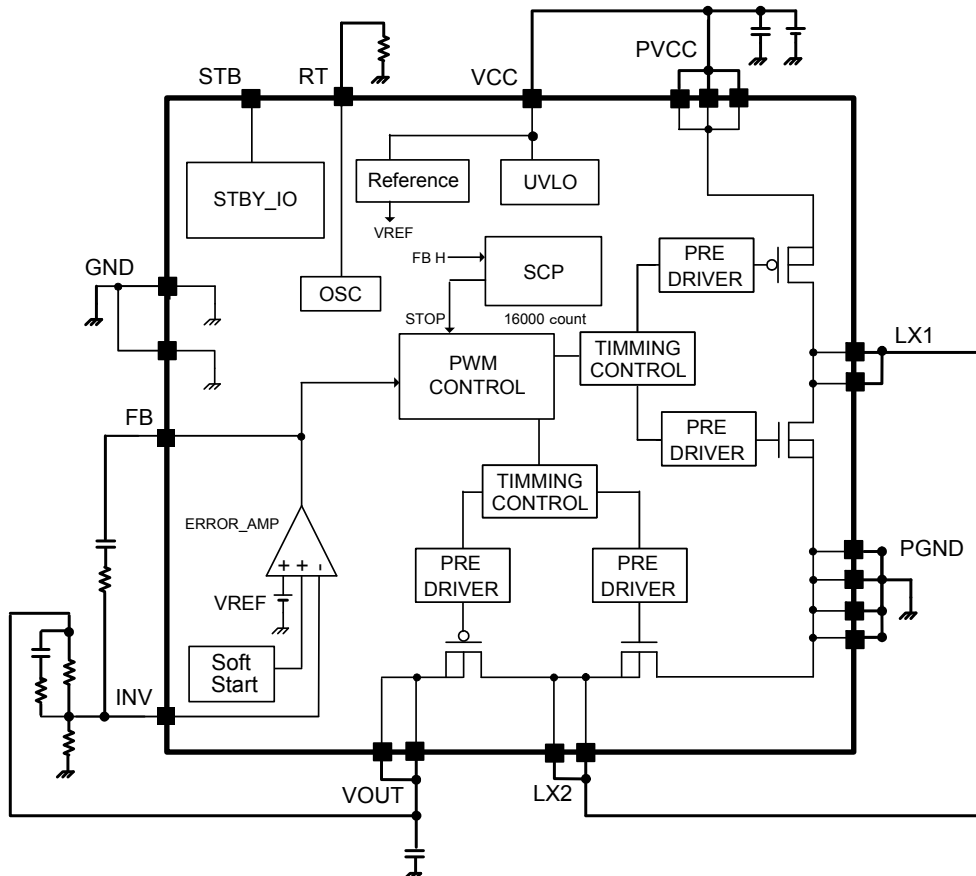 PVCC
STB
RT
VCC
STBY_IO
Reference
UVLO
VREF
PRE
DRIVER
FB H
SCP
GND
OSC
STOP
16000 count
LX1
PWM
CONTROL
TIMMING
CONTROL
FB
PRE
DRIVER
TIMMING
CONTROL
ERROR_AMP
PGND
PRE
DRIVER
PRE
DRIVER
+ + -
VREF
Soft
Start
INV
VOUT
LX2